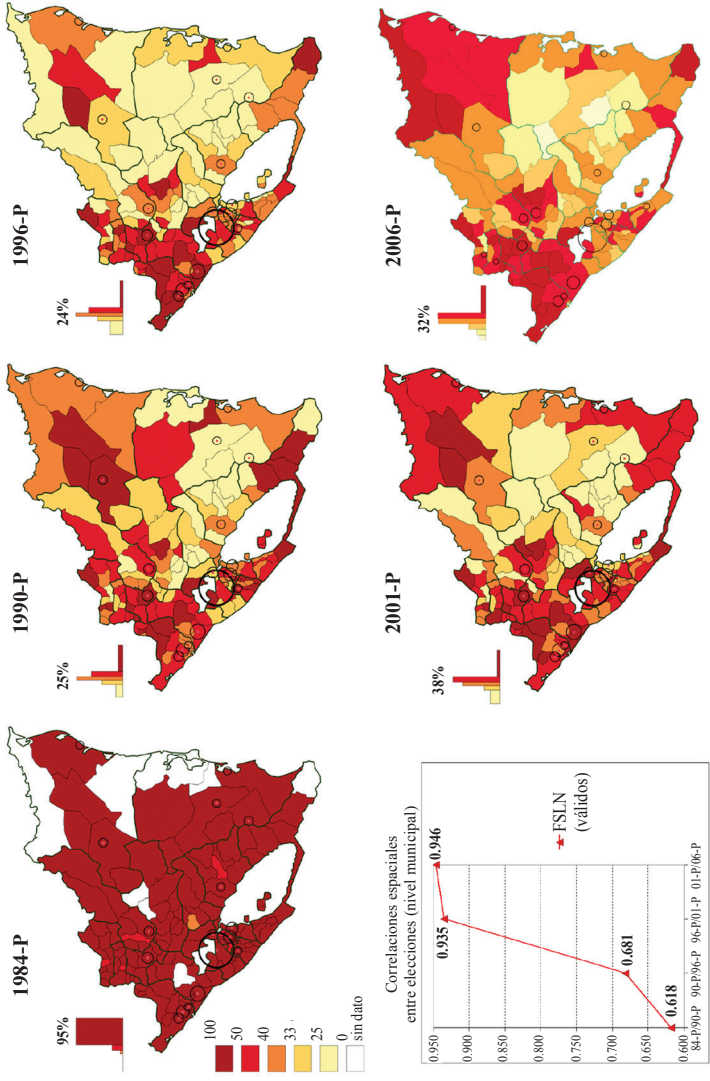 1984-P
95%
100
50
40
33
25
0
sin dato
1990-P
25%
1996-P
24%
Correlaciones espaciales
entre elecciones (nivel municipal)
0.950
0.900
0.850
0.800
0.750
0.700
0.650
0.600
0.618
0.681
0.935
0.946
84-P/90-P 90-P/96-P 96-P/01-P 01-P/06-P
FSLN
(válidos)
2001-P
38%
2006-P
32%